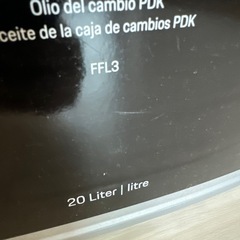 Olio del cambio PDK
ceite de la caja de cambios PDK
FFL3
20 Liter | litre